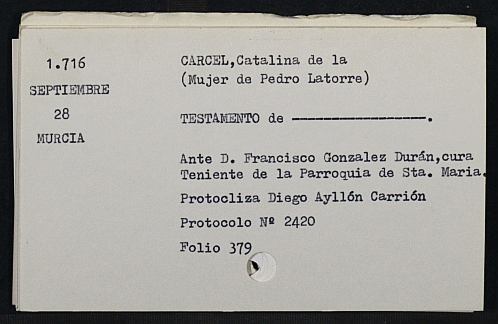 1.716
SEPTIEMBRE
28
MURCIA
CARCEL,Catalina de la
(Mujer de Pedro Latorre)
TESTAMENTO de -----------------.
Ante D. Francisco Gonzalez Durán,cura
Teniente de la Parroquia de Sta. Maria.
Protocliza Diego Ayllón Carrión
Protocolo Nº 2420
Folio 379